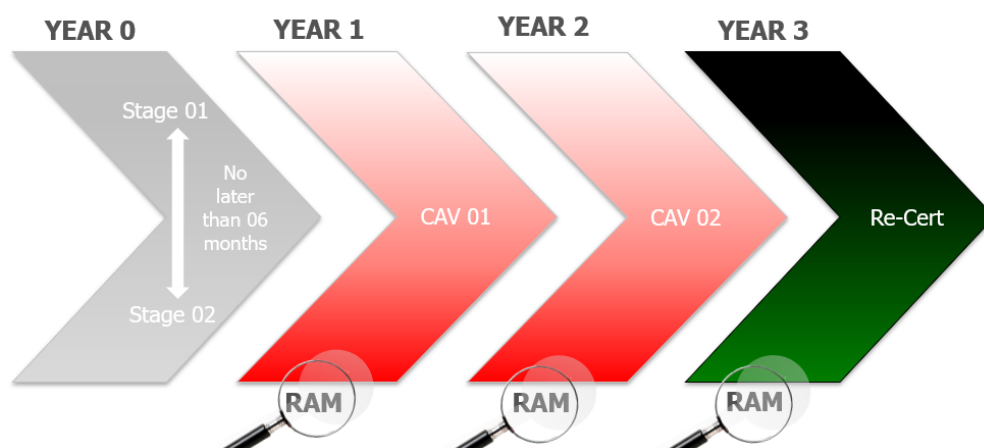 YEAR 0
YEAR 1
YEAR 2
YEAR 3
Stage 01
No
later
than 06
months
Stage 02
CAV 01
CAV 02
Re-Cert
RAM
RAM
RAM